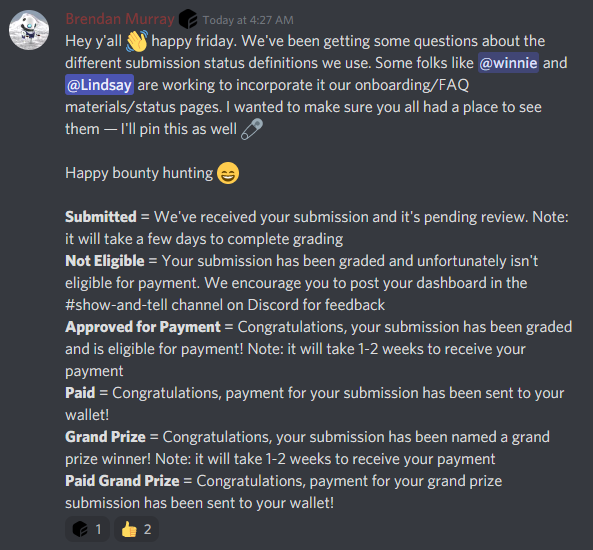 Brendan Murray Today at 4:27 AM
Hey y'all 👋 happy friday. We've been getting some questions about the
different submission status definitions we use. Some folks like @winnie and
@Lindsay are working to incorporate it our onboarding/FAQ
materials/status pages. I wanted to make sure you all had a place to see
them — I'll pin this as well 🧷
Happy bounty hunting 😄
Submitted = We've received your submission and it's pending review. Note:
it will take a few days to complete grading
Not Eligible = Your submission has been graded and unfortunately isn't
eligible for payment. We encourage you to post your dashboard in the
#show-and-tell channel on Discord for feedback
Approved for Payment = Congratulations, your submission has been graded
and is eligible for payment! Note: it will take 1-2 weeks to receive your
payment
Paid = Congratulations, payment for your submission has been sent to your
wallet!
Grand Prize = Congratulations, your submission has been named a grand
prize winner! Note: it will take 1-2 weeks to receive your payment
Paid Grand Prize = Congratulations, payment for your grand prize
submission has been sent to your wallet!
1 👍 2